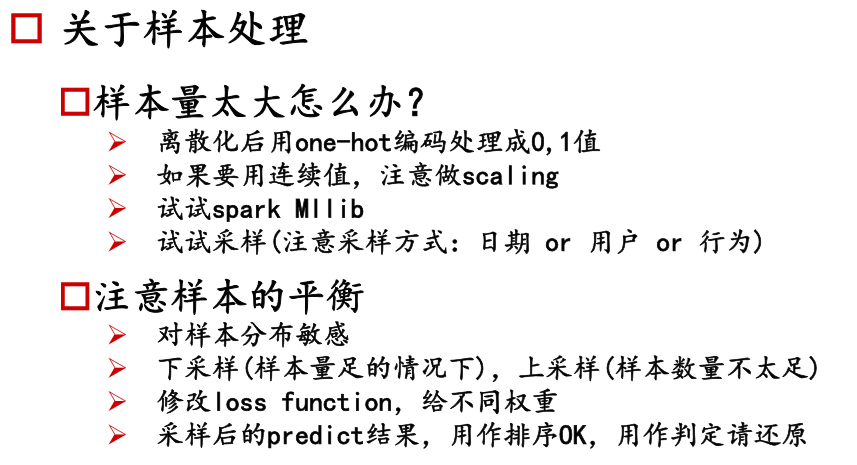 关于样本处理
样本量太大怎么办？
离散化后用one-hot编码处理成0,1值
如果要用连续值，注意做scaling
试试spark Mllib
试试采样(注意采样方式：日期 or 用户 or 行为)
注意样本的平衡
对样本分布敏感
下采样(样本量足的情况下)，上采样(样本数量不太足)
修改loss function，给不同权重
采样后的predict结果，用作排序OK，用作判定请还原